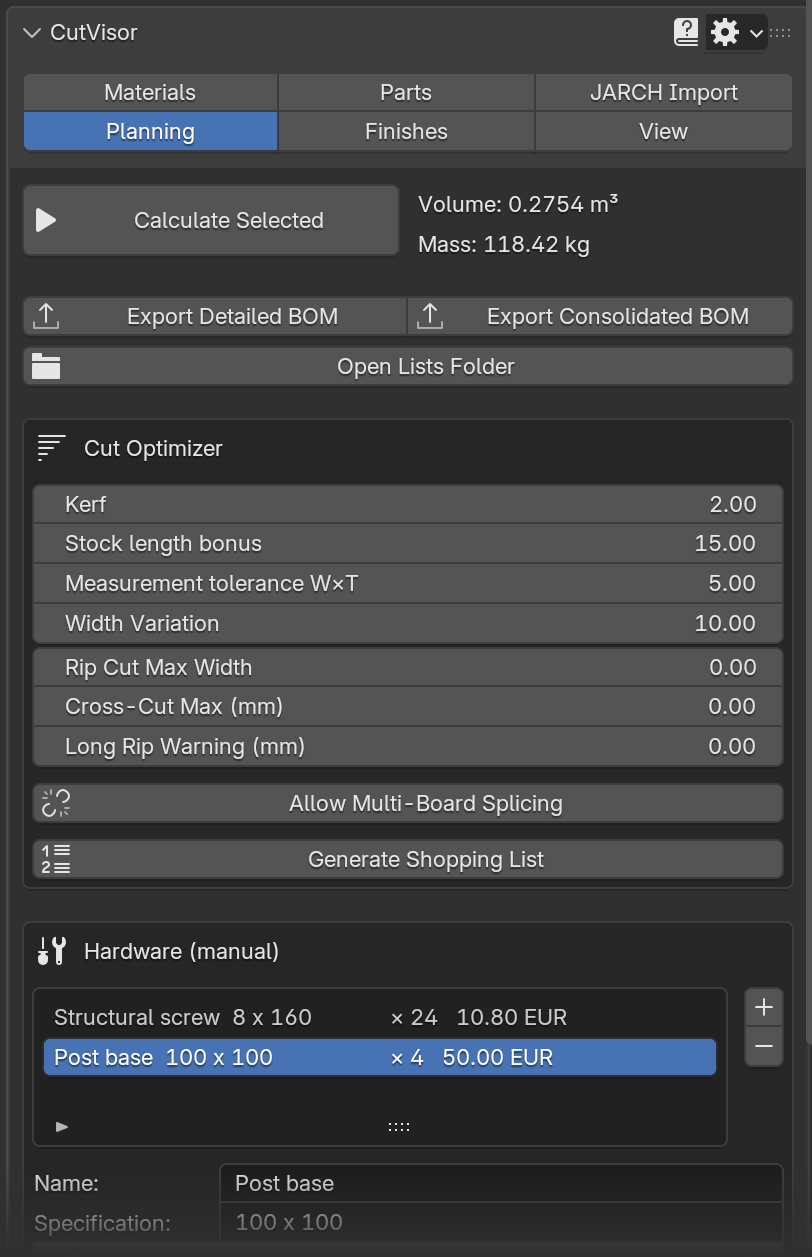 CutVisor
Materials Parts JARCH Import
Planning Finishes View
Calculate Selected
Volume: 0.2754 m³
Mass: 118.42 kg
Export Detailed BOM Export Consolidated BOM
Open Lists Folder
Cut Optimizer
Kerf 2.00
Stock length bonus 15.00
Measurement tolerance W×T 5.00
Width Variation 10.00
Rip Cut Max Width 0.00
Cross-Cut Max (mm) 0.00
Long Rip Warning (mm) 0.00
Allow Multi-Board Splicing
Generate Shopping List
Hardware (manual)
Structural screw 8 x 160 × 24 10.80 EUR
Post base 100 x 100 × 4 50.00 EUR
Name: Post base
Specification: 100 x 100